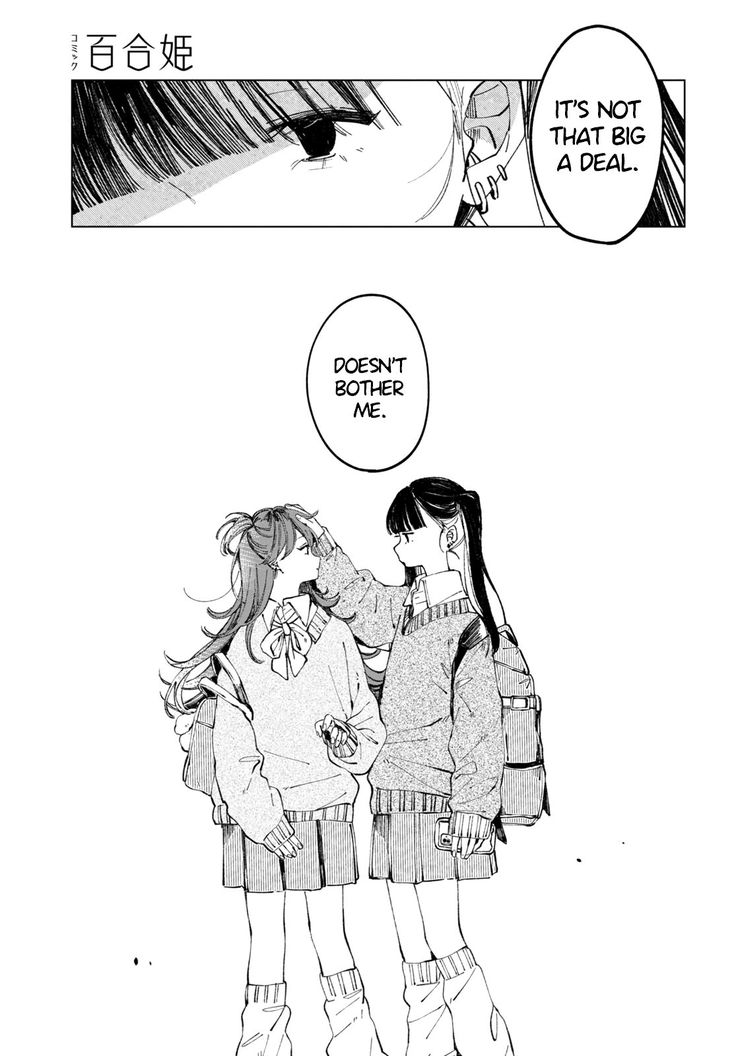 コミック
百合姫
IT'S NOT
THAT BIG
A DEAL.
DOESN'T
BOTHER
ME.